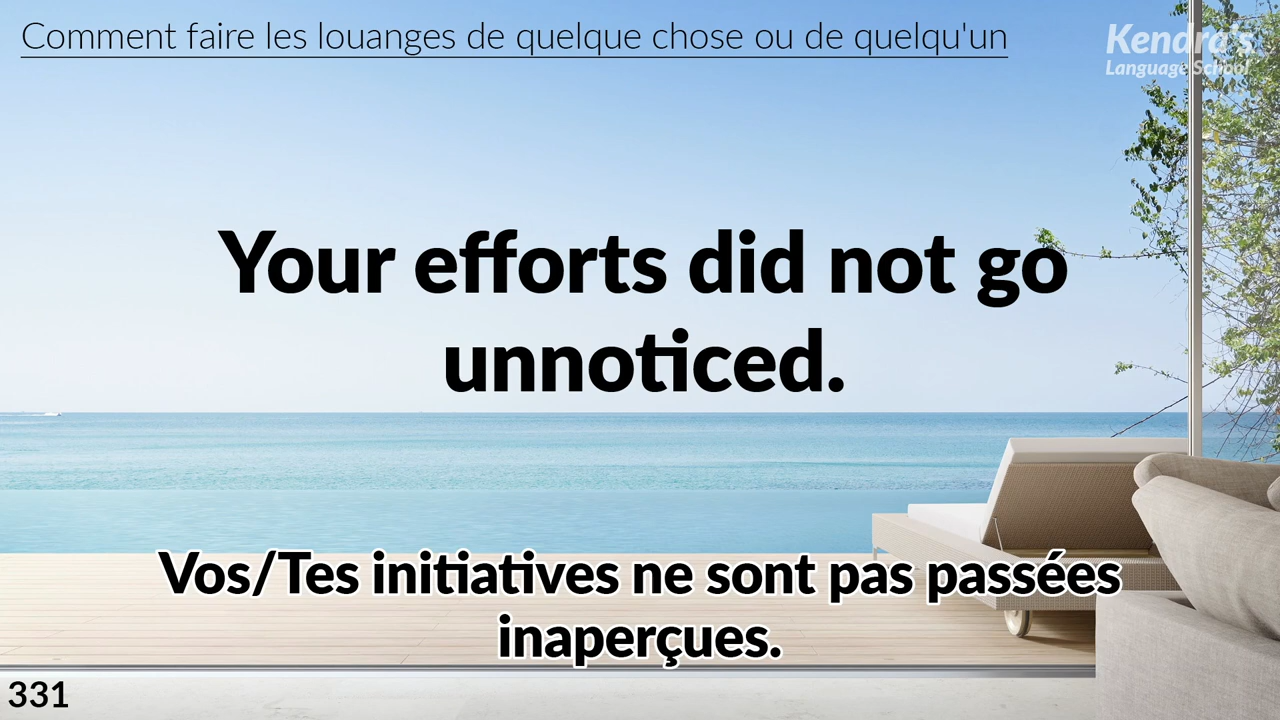 Comment faire les louanges de quelque chose ou de quelqu'un
Kendra's
Language School
Your efforts did not go
unnoticed.
Vos/Tes initiatives ne sont pas passées
inaperçues.
331